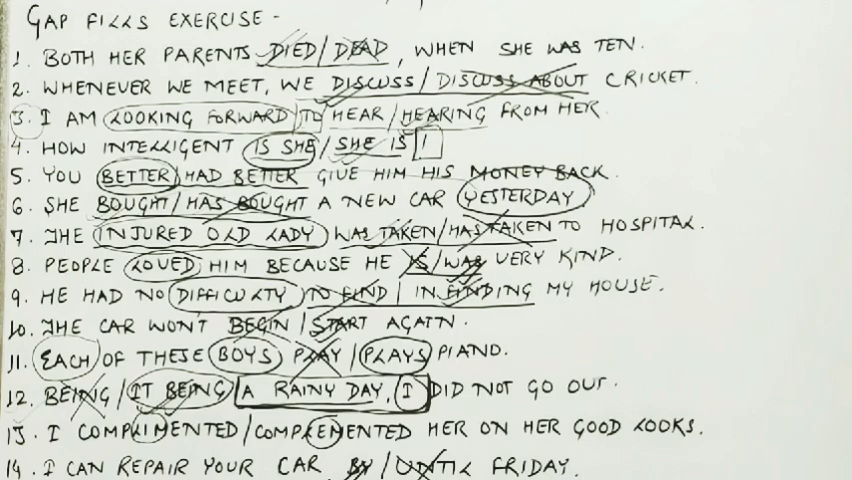 GAP FILLS EXERCISE -
1. BOTH HER PARENTS DIED/DEAD, WHEN SHE WAS TEN.
2. WHENEVER WE MEET, WE DISCUSS/DISCUSS ABOUT CRICKET.
3. I AM LOOKING FORWARD TO HEAR/HEARING FROM HER.
4. HOW INTELLIGENT IS SHE/SHE IS !
5. YOU BETTER/HAD BETTER GIVE HIM HIS MONEY BACK.
6. SHE BOUGHT/HAS BOUGHT A NEW CAR YESTERDAY
7. THE INJURED OLD LADY WAS TAKEN/HAS TAKEN TO HOSPITAL.
8. PEOPLE LOVED HIM BECAUSE HE IS/WAS VERY KIND.
9. HE HAD NO DIFFICULTY TO FIND/IN FINDING MY HOUSE.
10. THE CAR WON'T BEGIN/START AGAIN.
11. EACH OF THESE BOYS PLAY/PLAYS PIANO.
12. BEING/IT BEING A RAINY DAY, I DID NOT GO OUT.
13. I COMPLIMENTED/COMPLEMENTED HER ON HER GOOD LOOKS.
14. I CAN REPAIR YOUR CAR BY/UNTIL FRIDAY.